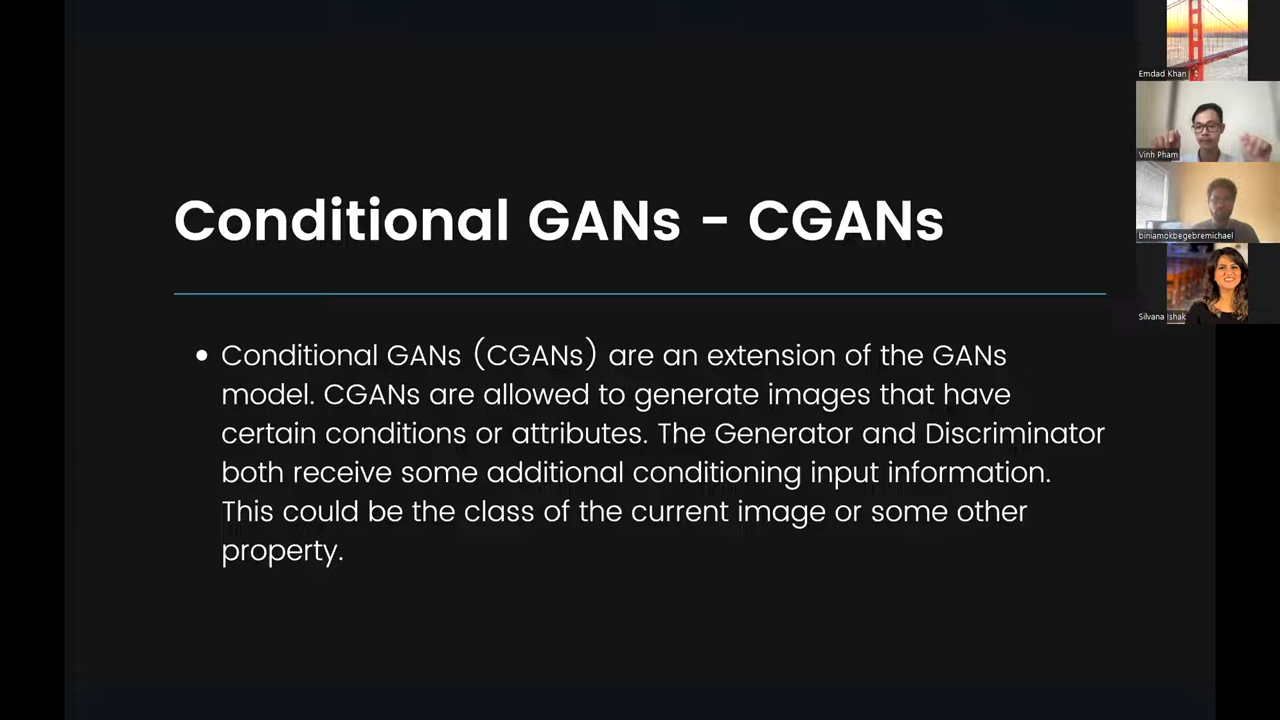 Conditional GANs - CGANs
• Conditional GANs (CGANs) are an extension of the GANs
model. CGANs are allowed to generate images that have
certain conditions or attributes. The Generator and Discriminator
both receive some additional conditioning input information.
This could be the class of the current image or some other
property.
Emdad Khan
Vinh Pham
biniamokbegebremichael
Silvana Ishak